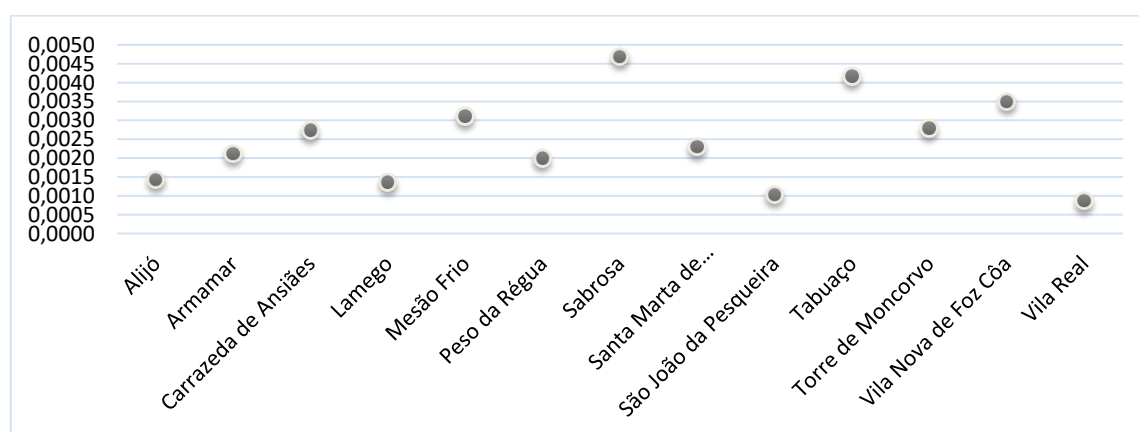 0,0050
0,0045
0,0040
0,0035
0,0030
0,0025
0,0020
0,0015
0,0010
0,0005
0,0000
Alijó
Armamar
Carrazeda de Ansiães
Lamego
Mesão Frio
Peso da Régua
Sabrosa
Santa Marta de...
São João da Pesqueira
Tabuaço
Torre de Moncorvo
Vila Nova de Foz Côa
Vila Real